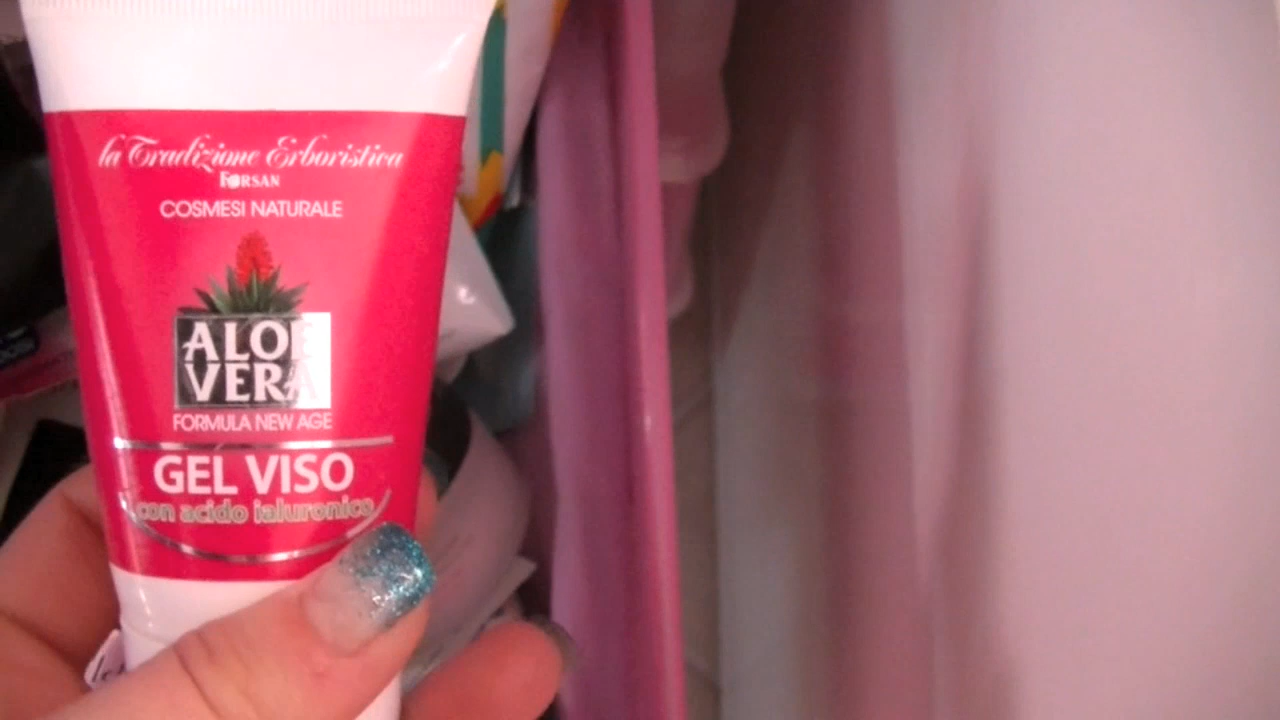 la Tradizione Erboristica
FORSAN
COSMESI NATURALE
ALOE
VERA
FORMULA NEW AGE
GEL VISO
con acido ialuronico